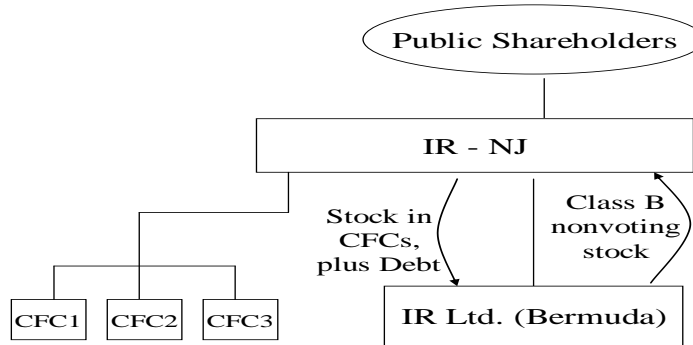 Public Shareholders
IR - NJ
Stock in
CFCs,
plus Debt
Class B
nonvoting
stock
CFC1 CFC2 CFC3
IR Ltd. (Bermuda)